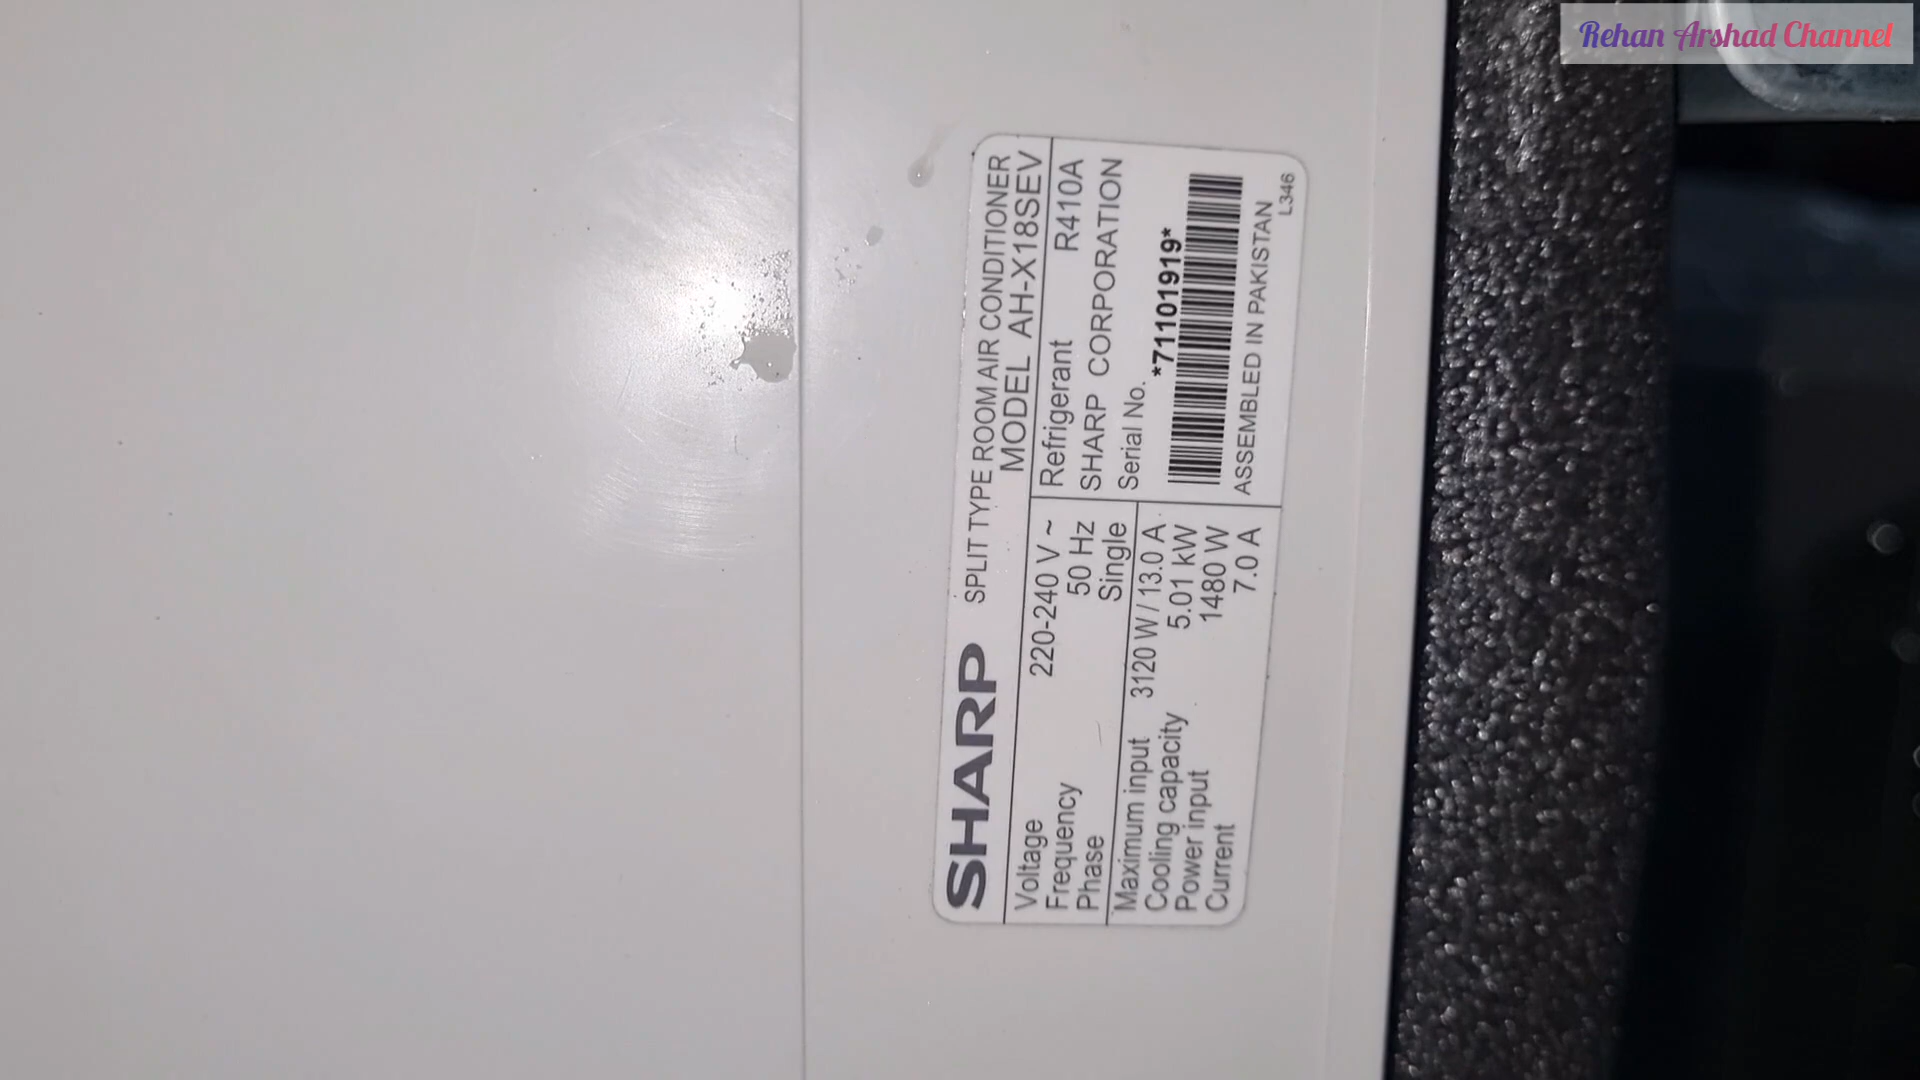 Rehan Arshad Channel
SHARP SPLIT TYPE ROOM AIR CONDITIONER
MODEL AH-X18SEV
Voltage 220-240 V ~
Frequency 50 Hz
Phase Single
Maximum input 3120 W / 13.0 A
Cooling capacity 5.01 kW
Power input 1480 W
Current 7.0 A
Refrigerant R410A
SHARP CORPORATION
Serial No.
*71101919*
ASSEMBLED IN PAKISTAN
L346